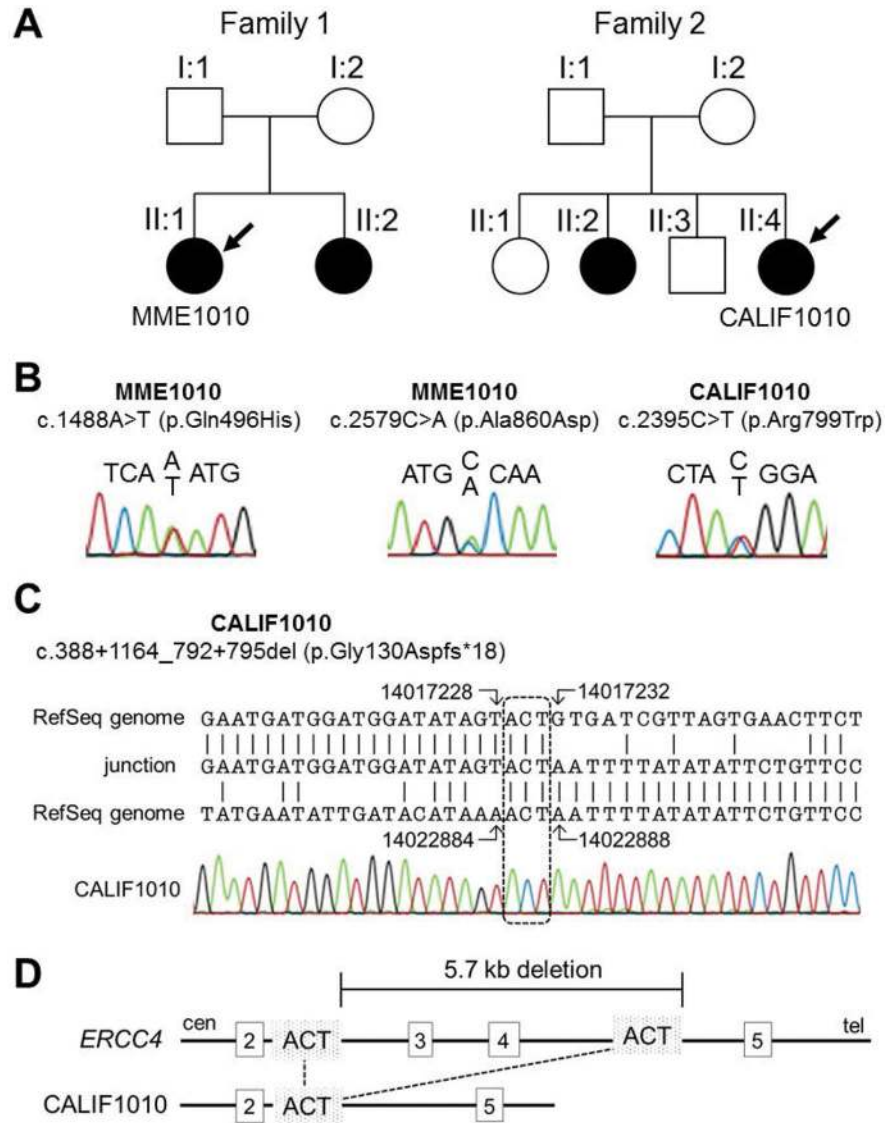 A
Family 1
Family 2
I:1
I:2
I:1
I:2
II:1
II:2
II:1
II:2
II:3
II:4
MME1010
CALIF1010
B
MME1010
MME1010
CALIF1010
c.1488A>T (p.Gln496His)
c.2579C>A (p.Ala860Asp)
c.2395C>T (p.Arg799Trp)
TCA A/T ATG
ATG C/A CAA
CTA C/T GGA
C
CALIF1010
c.388+1164_792+795del (p.Gly130Aspfs*18)
14017228
14017232
RefSeq genome GAATGATGGATGGATATAGTACTGTGATCGTTAGTGAACTTCT
junction GAATGATGGATGGATATAGTACTAATTTTATATATTCTGTTCC
RefSeq genome TATGAATATTGATACATAAAACTAATTTTATATATTCTGTTCC
14022884
14022888
CALIF1010
D
5.7 kb deletion
ERCC4
cen
2
ACT
3
4
ACT
5
tel
CALIF1010
2
ACT
5